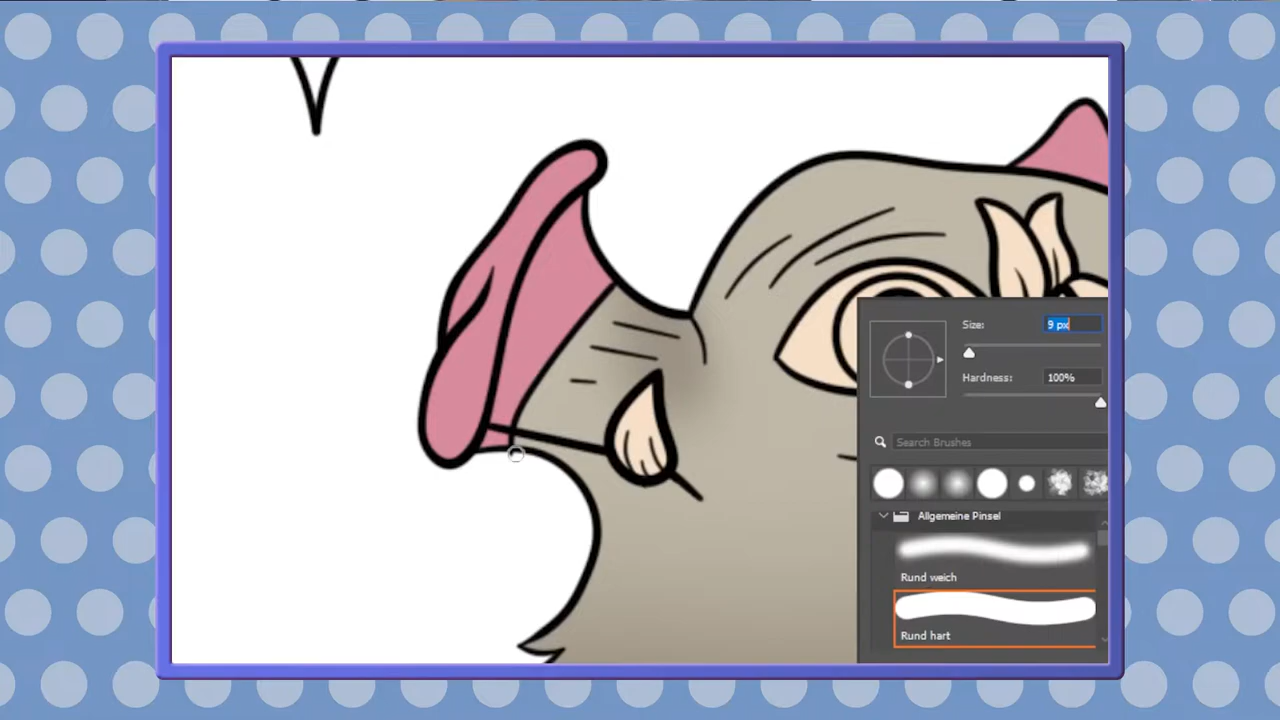 Size: 9 px
Hardness: 100%
Search Brushes
Allgemeine Pinsel
Rund weich
Rund hart